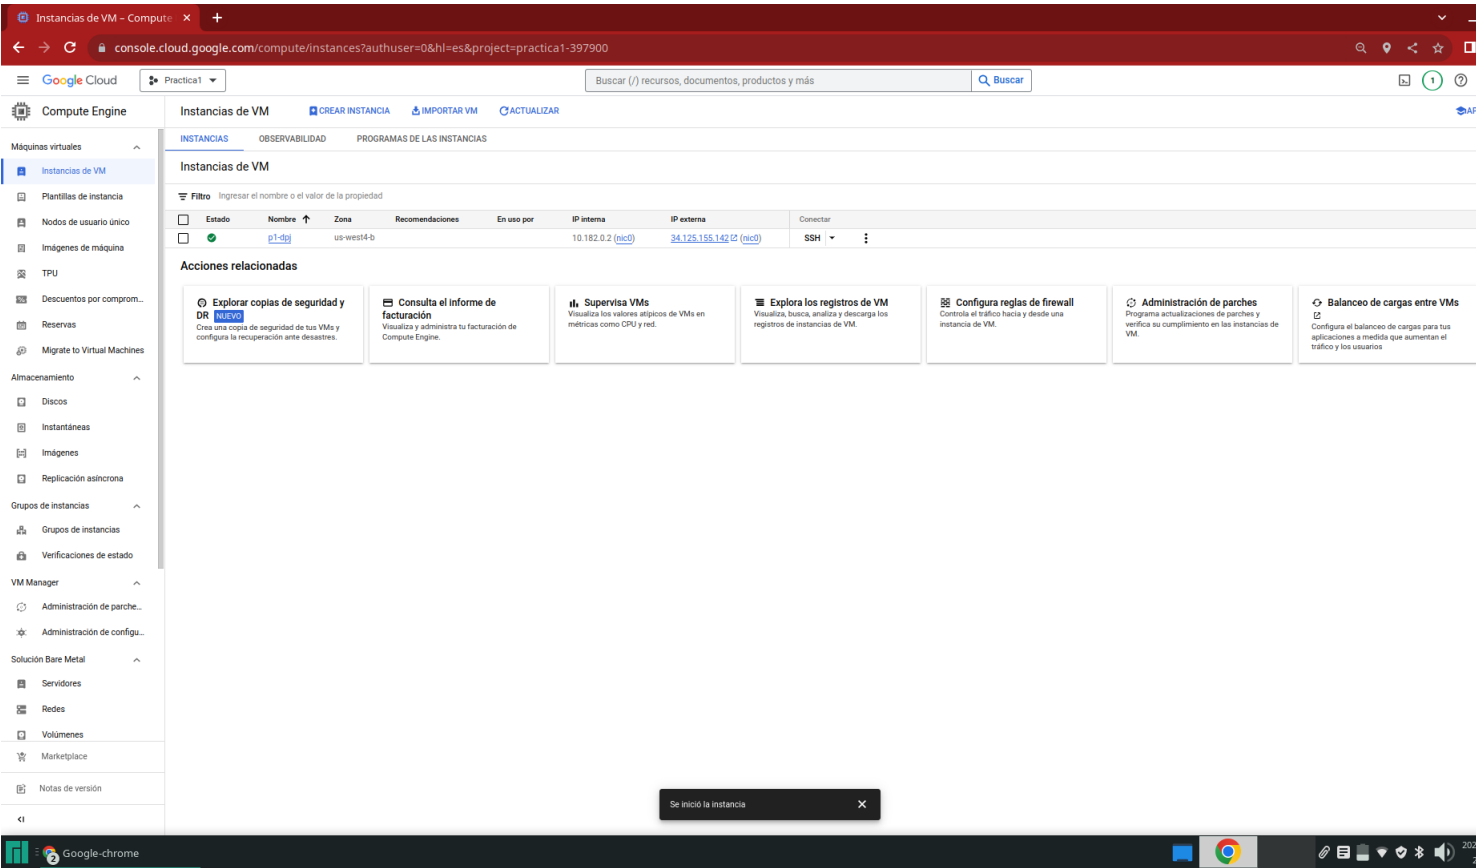 Instancias de VM – Compute
console.cloud.google.com/compute/instances?authuser=0&hl=es&project=practica1-397900
Google Cloud
Practica1
Buscar (/) recursos, documentos, productos y más
Buscar
1
Compute Engine
Instancias de VM
CREAR INSTANCIA
IMPORTAR VM
ACTUALIZAR
INSTANCIAS
OBSERVABILIDAD
PROGRAMAS DE LAS INSTANCIAS
Instancias de VM
Filtro Ingresar el nombre o el valor de la propiedad
Estado Nombre Zona Recomendaciones En uso por IP interna IP externa Conectar
p1-dpj us-west4-b 10.182.0.2 (nic0) 34.125.155.142 (nic0) SSH
Acciones relacionadas
Explorar copias de seguridad y
DR NUEVO
Crea una copia de seguridad de tus VMs y
configura la recuperación ante desastres.
Consulta el informe de
facturación
Visualiza y administra tu facturación de
Compute Engine.
Supervisa VMs
Visualiza los valores atípicos de VMs en
métricas como CPU y red.
Explora los registros de VM
Visualiza, busca, analiza y descarga los
registros de instancias de VM.
Configura reglas de firewall
Controla el tráfico hacia y desde una
instancia de VM.
Administración de parches
Programa actualizaciones de parches y
verifica su cumplimiento en las instancias de
VM.
Balanceo de cargas entre VMs
Configura el balanceo de cargas para tus
aplicaciones a medida que aumentan el
tráfico y los usuarios
Máquinas virtuales
Instancias de VM
Plantillas de instancia
Nodos de usuario único
Imágenes de máquina
TPU
Descuentos por comprom...
Reservas
Migrate to Virtual Machines
Almacenamiento
Discos
Instantáneas
Imágenes
Replicación asíncrona
Grupos de instancias
Grupos de instancias
Verificaciones de estado
VM Manager
Administración de parche...
Administración de configu...
Solución Bare Metal
Servidores
Redes
Volúmenes
Marketplace
Notas de versión
Se inició la instancia
2
Google-chrome